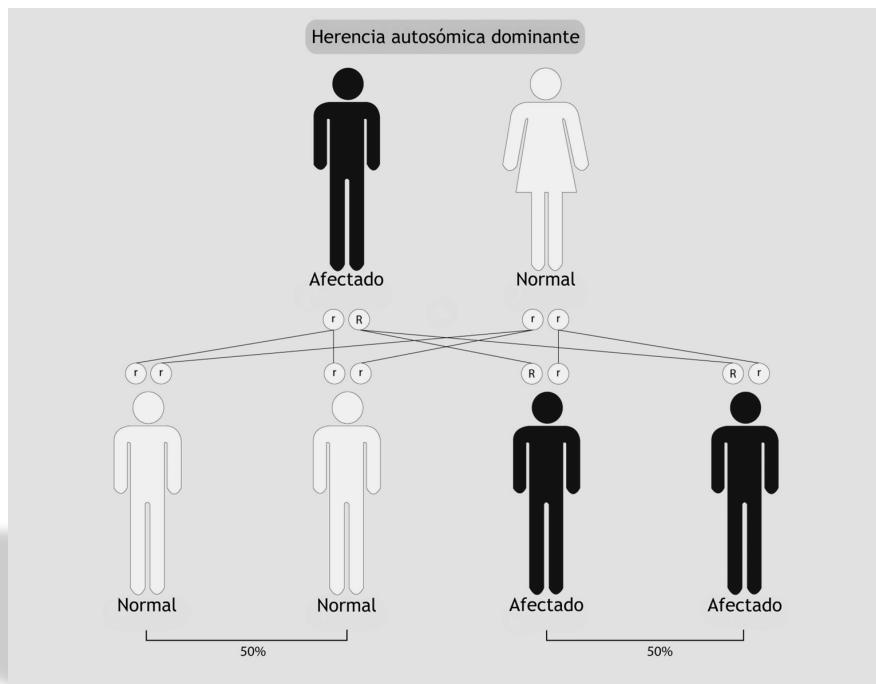 Herencia autosómica dominante
Afectado Normal
r R r r
r r r r R r R r
Normal Normal Afectado Afectado
50% 50%